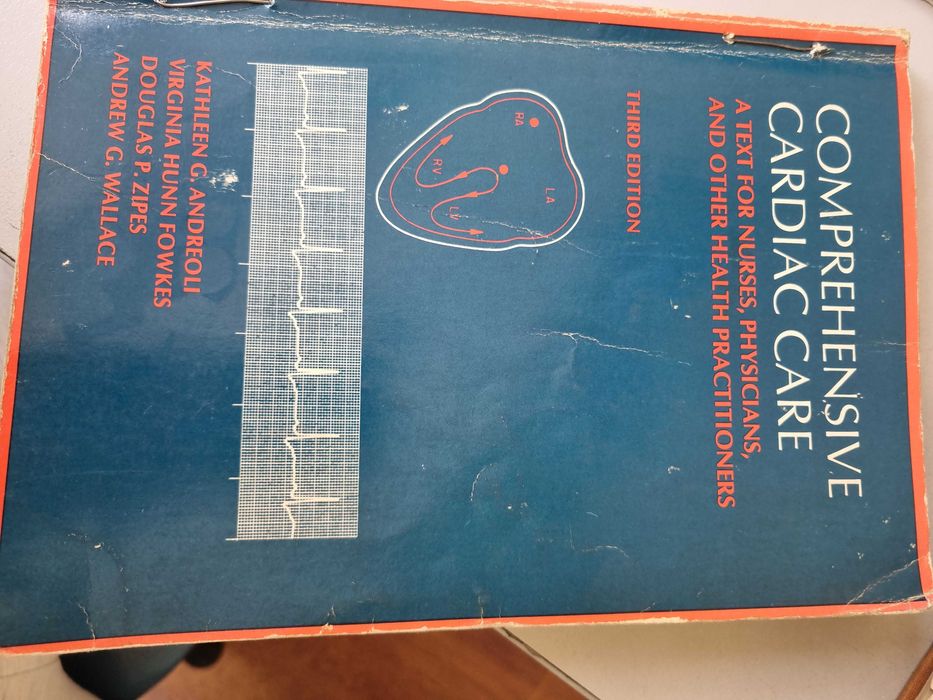 COMPREHENSIVE
CARDIAC CARE
A TEXT FOR NURSES, PHYSICIANS,
AND OTHER HEALTH PRACTITIONERS
THIRD EDITION
RA
LA
RV
LV
KATHLEEN G. ANDREOLI
VIRGINIA HUNN FOWKES
DOUGLAS P. ZIPES
ANDREW G. WALLACE